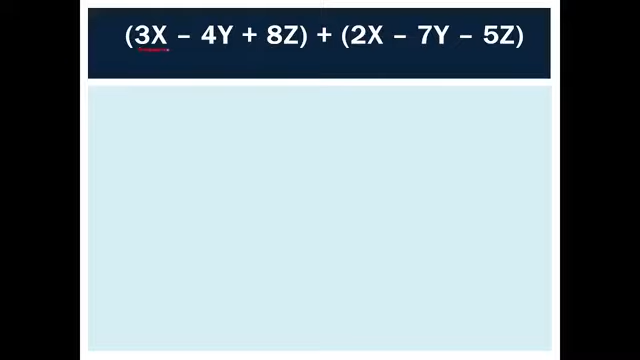 (3X – 4Y + 8Z) + (2X – 7Y – 5Z)